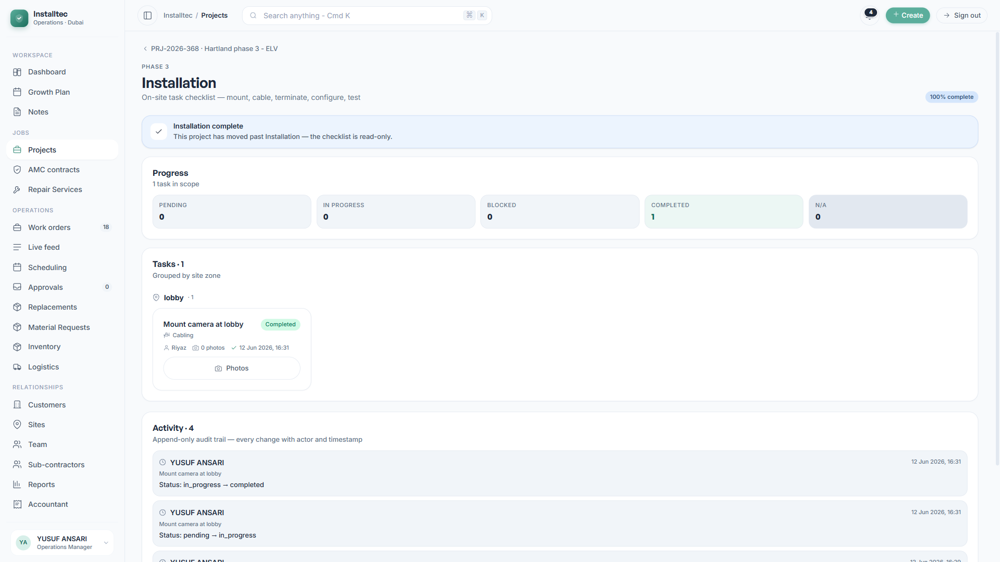 Installtec
Operations · Dubai
WORKSPACE
Dashboard
Growth Plan
Notes
JOBS
Projects
AMC contracts
Repair Services
OPERATIONS
Work orders 18
Live feed
Scheduling
Approvals 0
Replacements
Material Requests
Inventory
Logistics
RELATIONSHIPS
Customers
Sites
Team
Sub-contractors
Reports
Accountant
YA
YUSUF ANSARI
Operations Manager
Installtec / Projects
Search anything - Cmd K
⌘ K
4
Create
Sign out
PRJ-2026-368 · Hartland phase 3 - ELV
PHASE 3
Installation
On-site task checklist — mount, cable, terminate, configure, test
100% complete
Installation complete
This project has moved past Installation — the checklist is read-only.
Progress
1 task in scope
PENDING
0
IN PROGRESS
0
BLOCKED
0
COMPLETED
1
N/A
0
Tasks · 1
Grouped by site zone
lobby · 1
Mount camera at lobby Completed
Cabling
Riyaz 0 photos 12 Jun 2026, 16:31
Photos
Activity · 4
Append-only audit trail — every change with actor and timestamp
YUSUF ANSARI 12 Jun 2026, 16:31
Mount camera at lobby
Status: in_progress → completed
YUSUF ANSARI 12 Jun 2026, 16:31
Mount camera at lobby
Status: pending → in_progress
YUSUF ANSARI 12 Jun 2026, 16:29